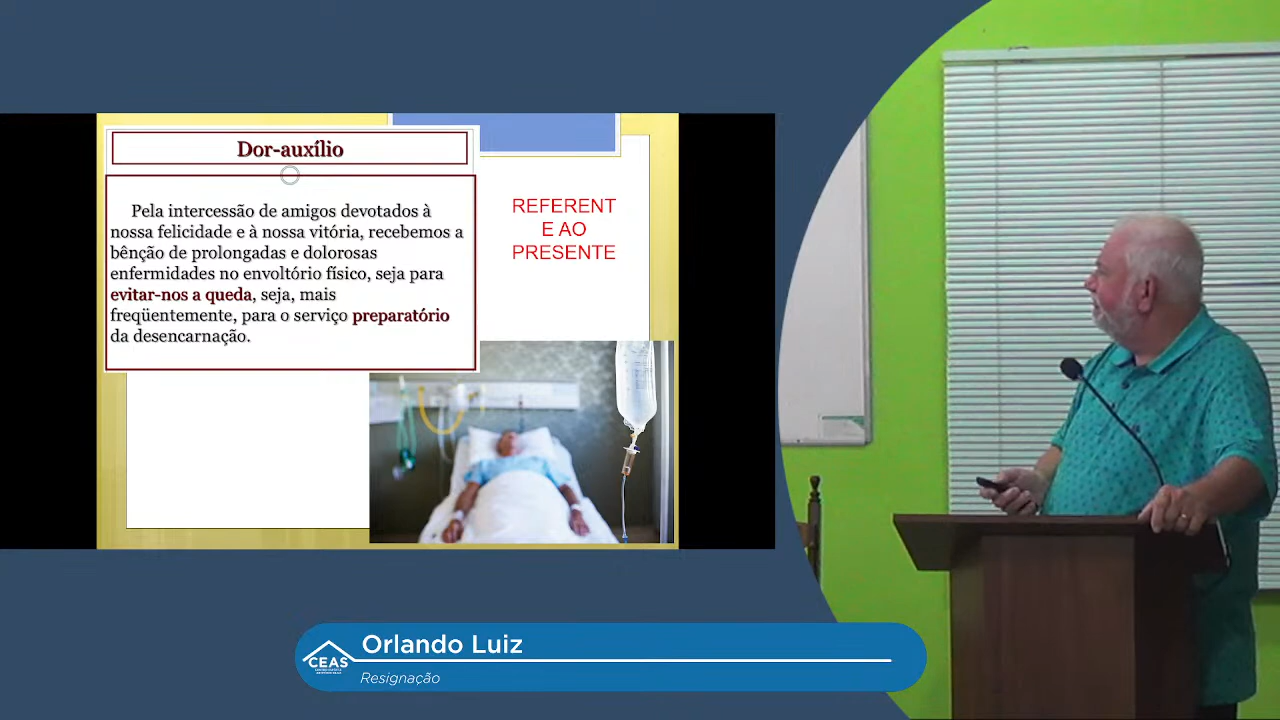 Dor-auxílio
Pela intercessão de amigos devotados à
nossa felicidade e à nossa vitória, recebemos a
bênção de prolongadas e dolorosas
enfermidades no envoltório físico, seja para
evitar-nos a queda, seja, mais
freqüentemente, para o serviço preparatório
da desencarnação.
REFERENT
E AO
PRESENTE
Orlando Luiz
CEAS
Resignação